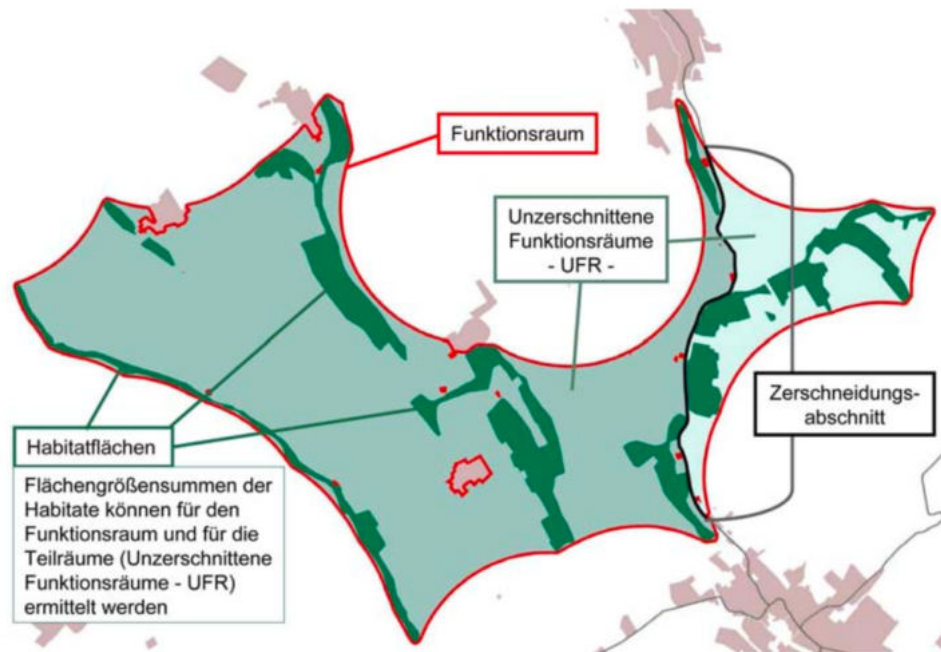 Funktionsraum
Unzerschnittene
Funktionsräume
- UFR -
Zerschneidungs-
abschnitt
Habitatflächen
Flächengrößensummen der
Habitate können für den
Funktionsraum und für die
Teilräume (Unzerschnittene
Funktionsräume - UFR)
ermittelt werden